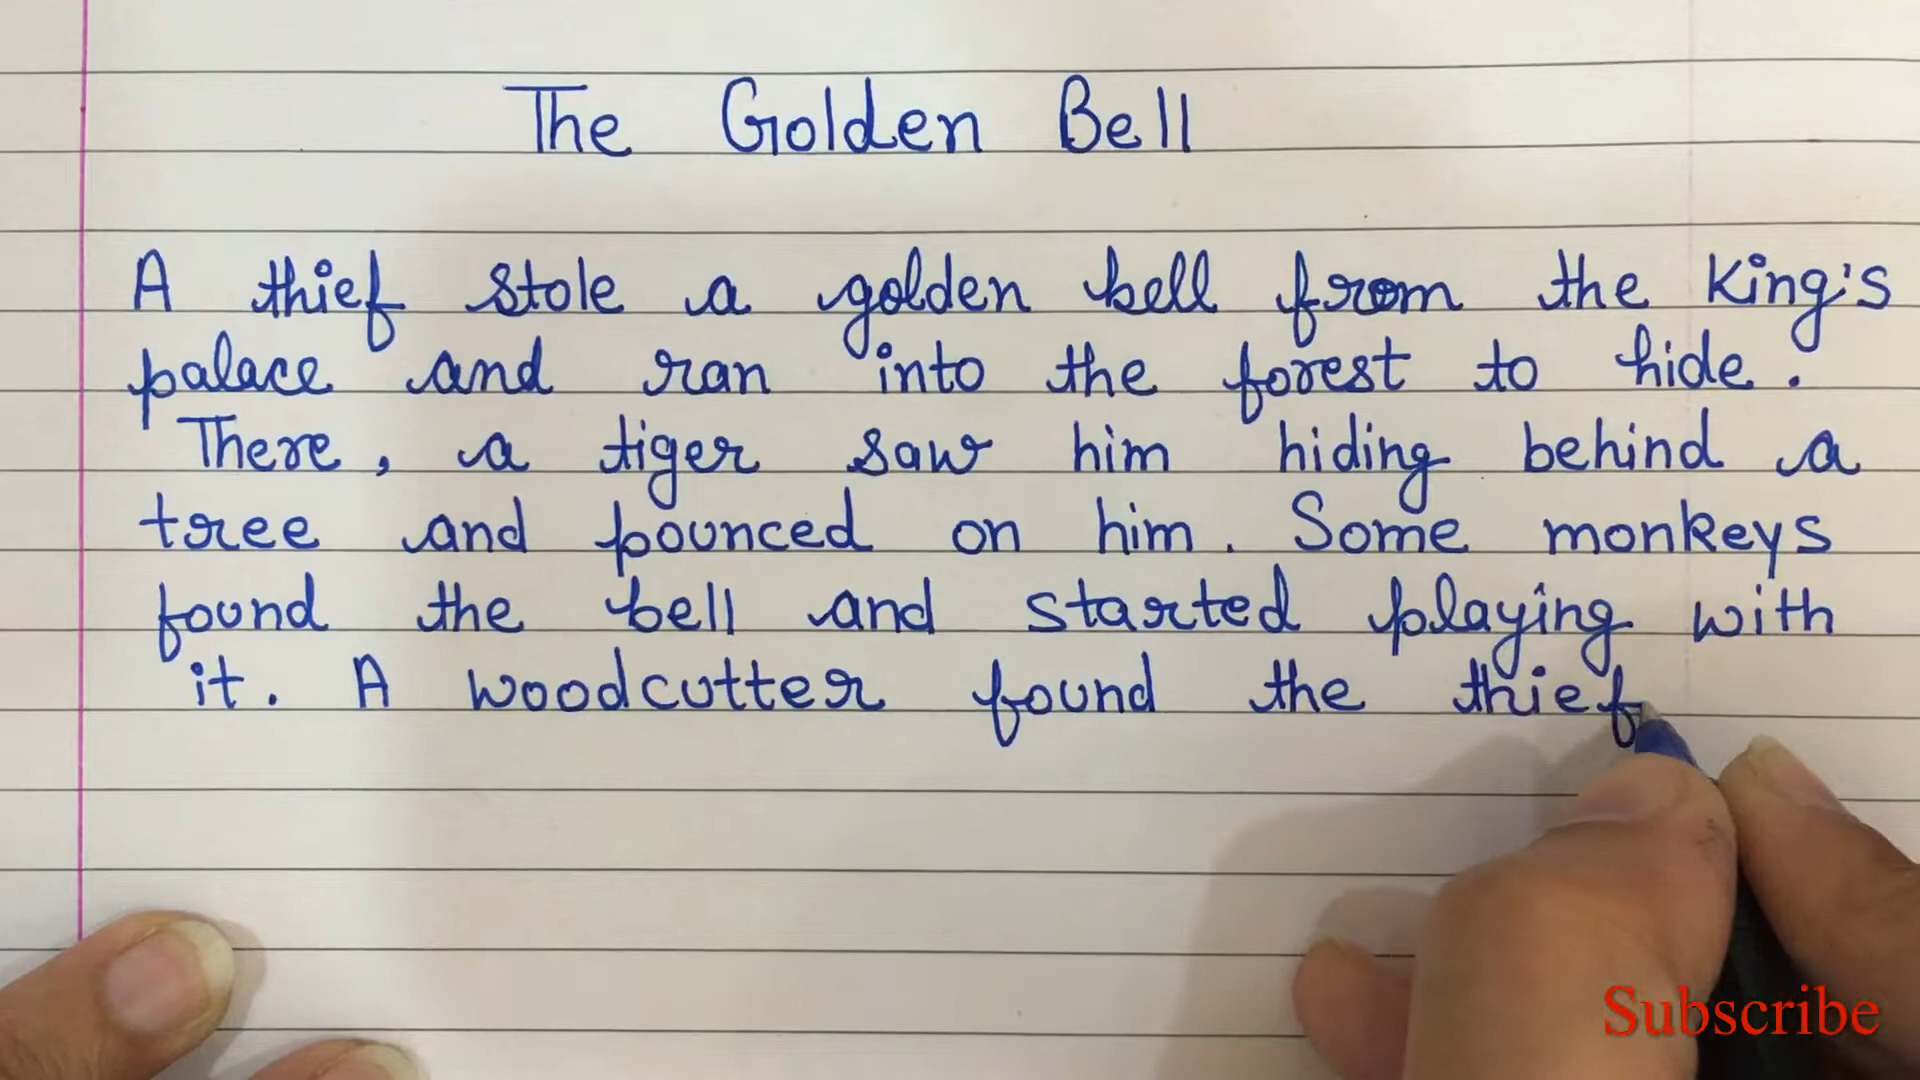 The Golden Bell
A thief stole a golden bell from the King's
palace and ran into the forest to hide.
There, a tiger saw him hiding behind a
tree and pounced on him. Some monkeys
found the bell and started playing with
it. A woodcutter found the thief
Subscribe